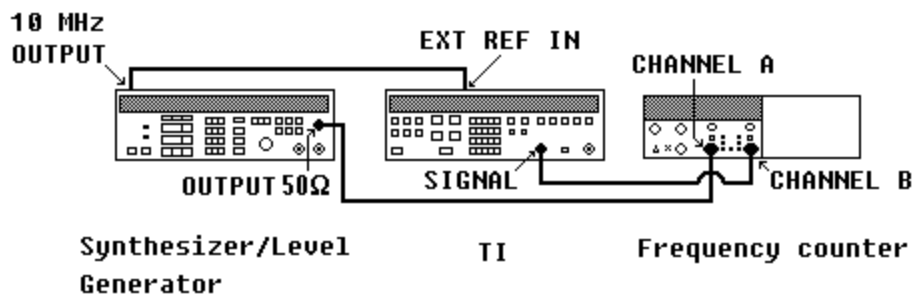 10 MHz
OUTPUT
EXT REF IN
CHANNEL A
OUTPUT 50Ω
SIGNAL
CHANNEL B
Synthesizer/Level
Generator
TI
Frequency counter